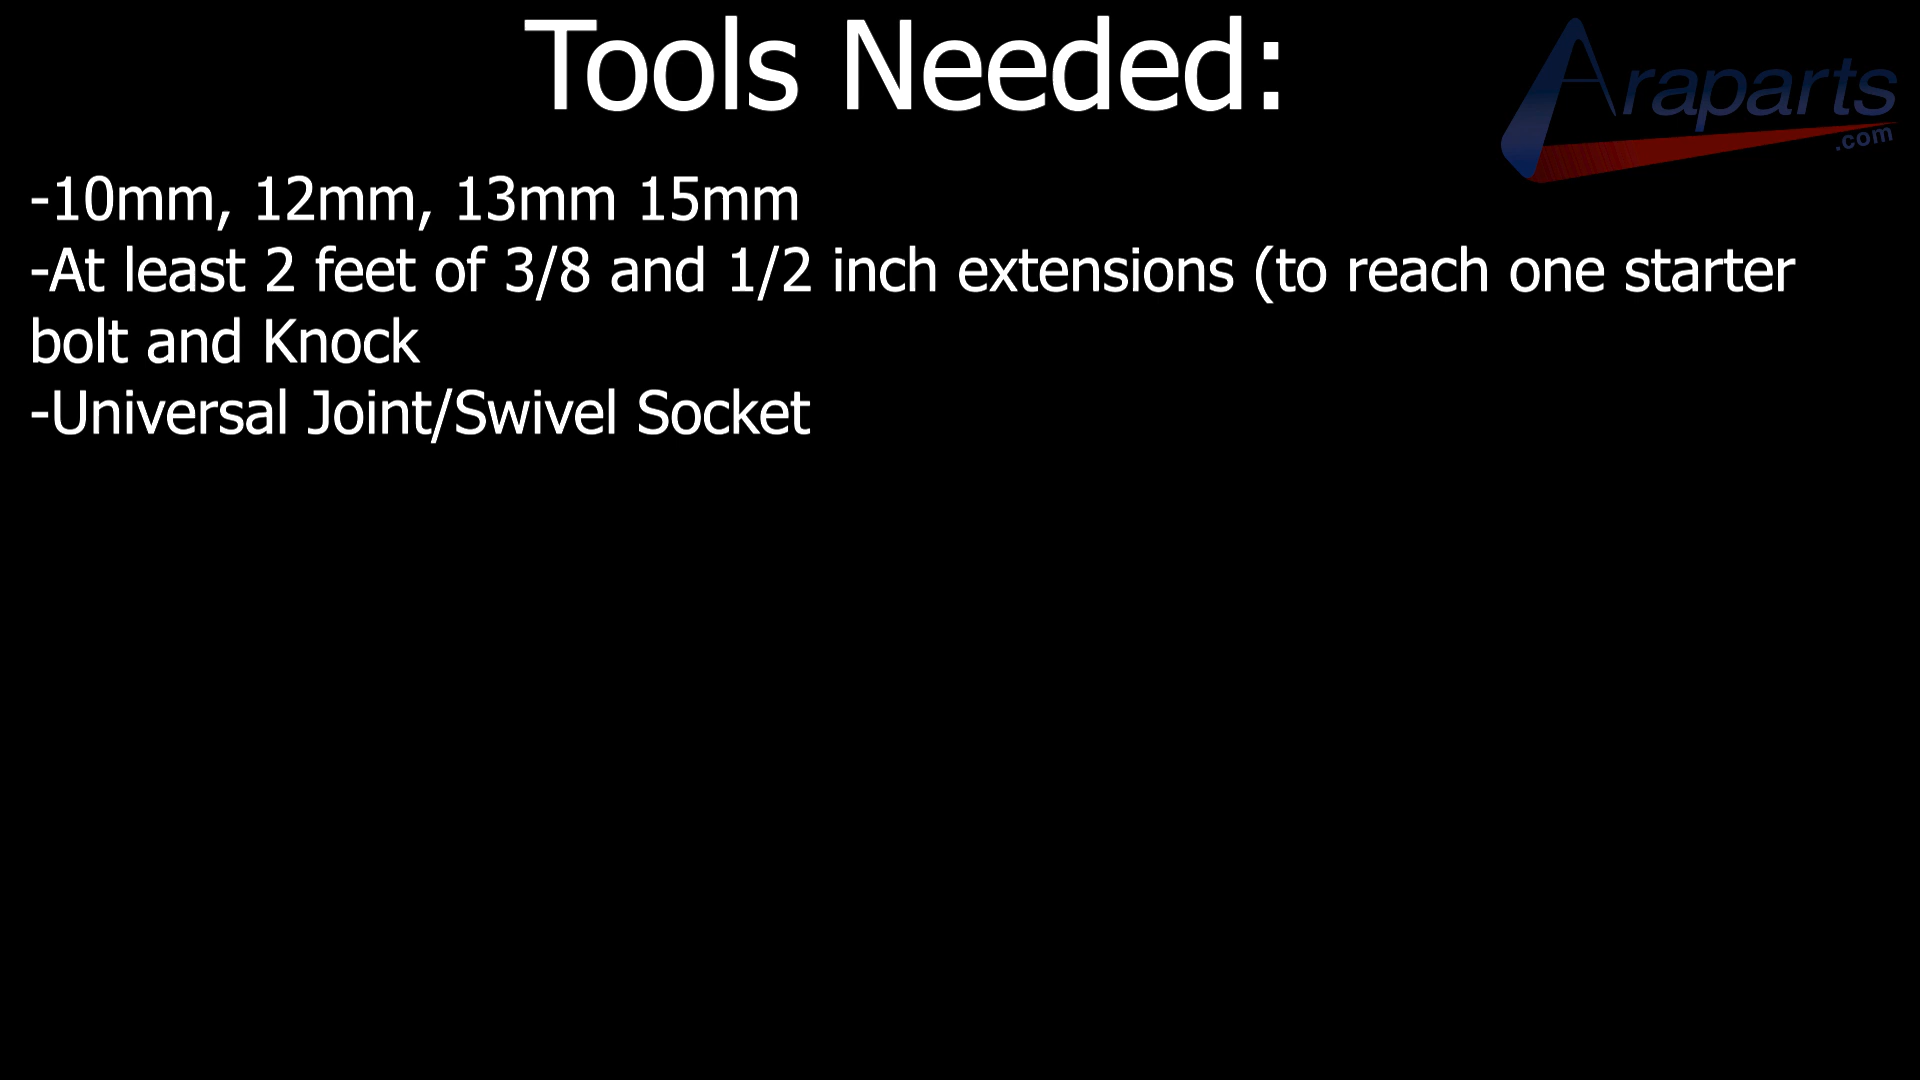 Tools Needed:
Araparts
.com
-10mm, 12mm, 13mm 15mm
-At least 2 feet of 3/8 and 1/2 inch extensions (to reach one starter
bolt and Knock
-Universal Joint/Swivel Socket